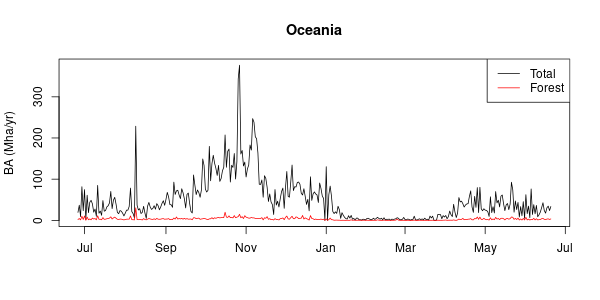 Oceania
Total
Forest
BA (Mha/yr)
300
200
100
0
Jul
Sep
Nov
Jan
Mar
May
Jul